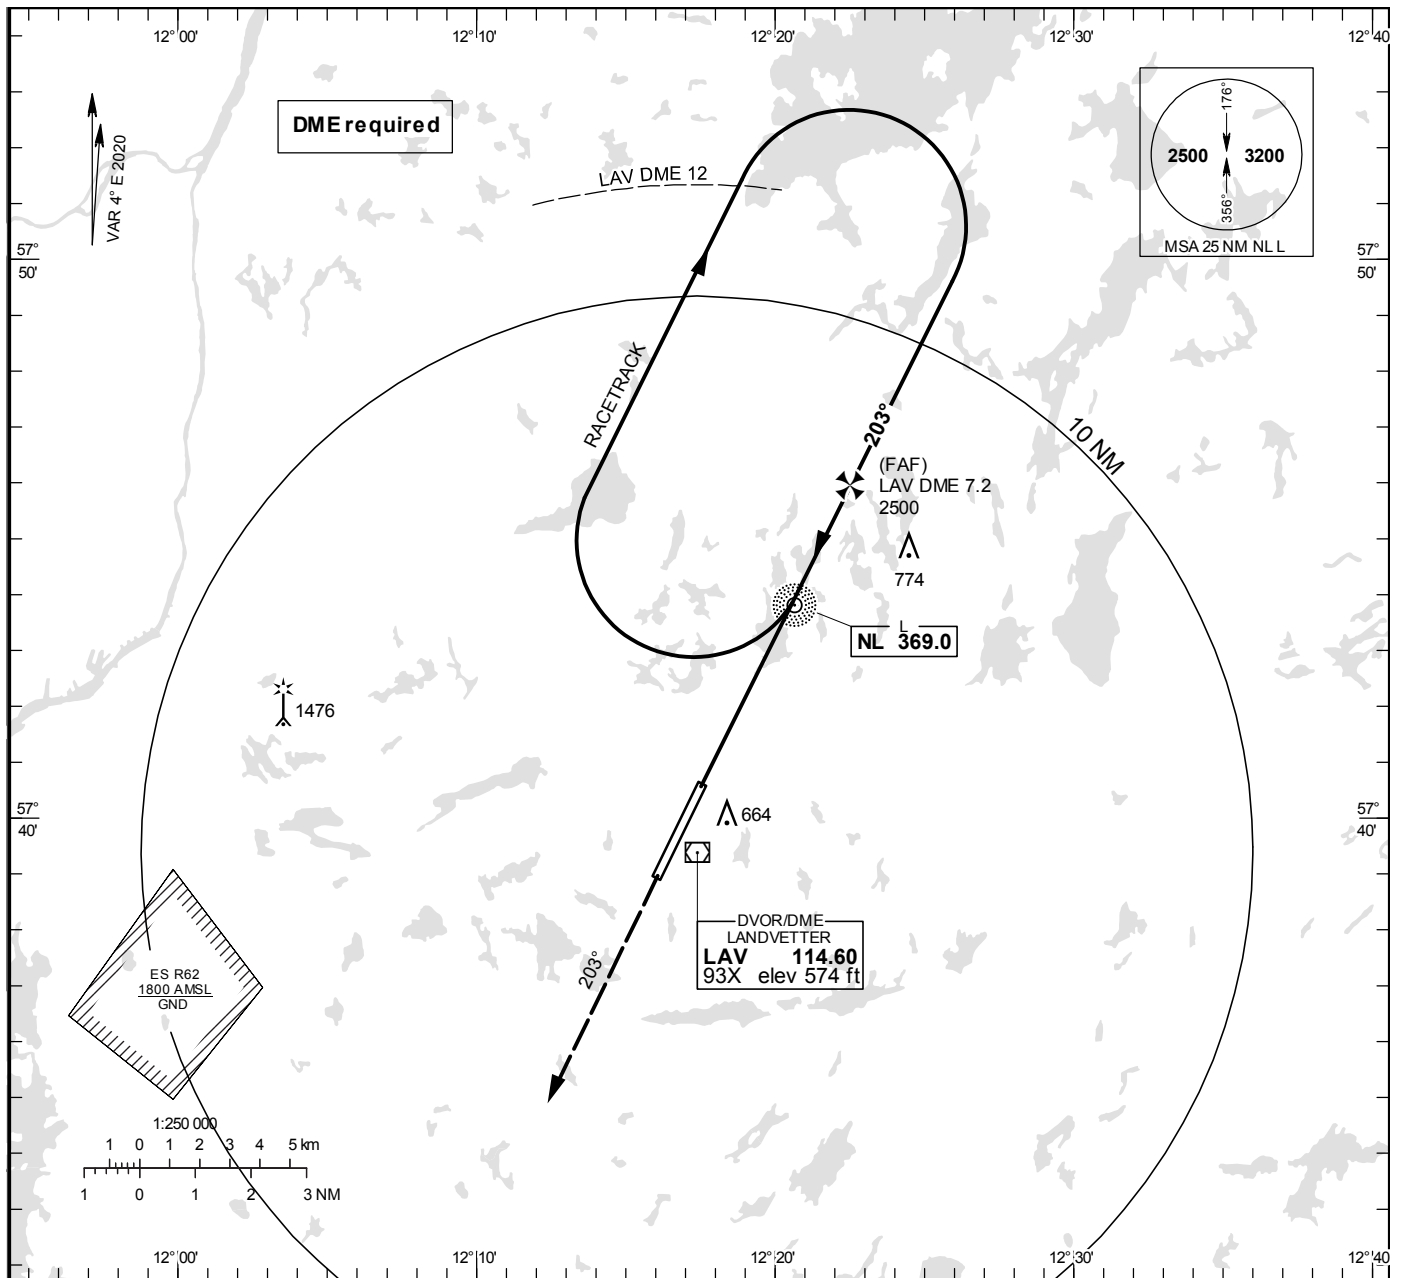 12°00'
12°10'
12°20'
12°30'
12°40
DME required
VAR 4° E 2020
LAV DME 12
176°
2500
3200
356°
MSA 25 NM NL L
57°
50'
57°
50'
RACETRACK
203°
10 NM
(FAF)
LAV DME 7.2
2500
774
L
NL 369.0
1476
57°
40'
664
57°
40'
DVOR/DME
LANDVETTER
LAV 114.60
93X elev 574 ft
203°
ES R62
1800 AMSL
GND
1:250 000
1 0 1 2 3 4 5 km
1 0 1 2 3 NM
12°00'
12°10'
12°20'
12°30'
12°40